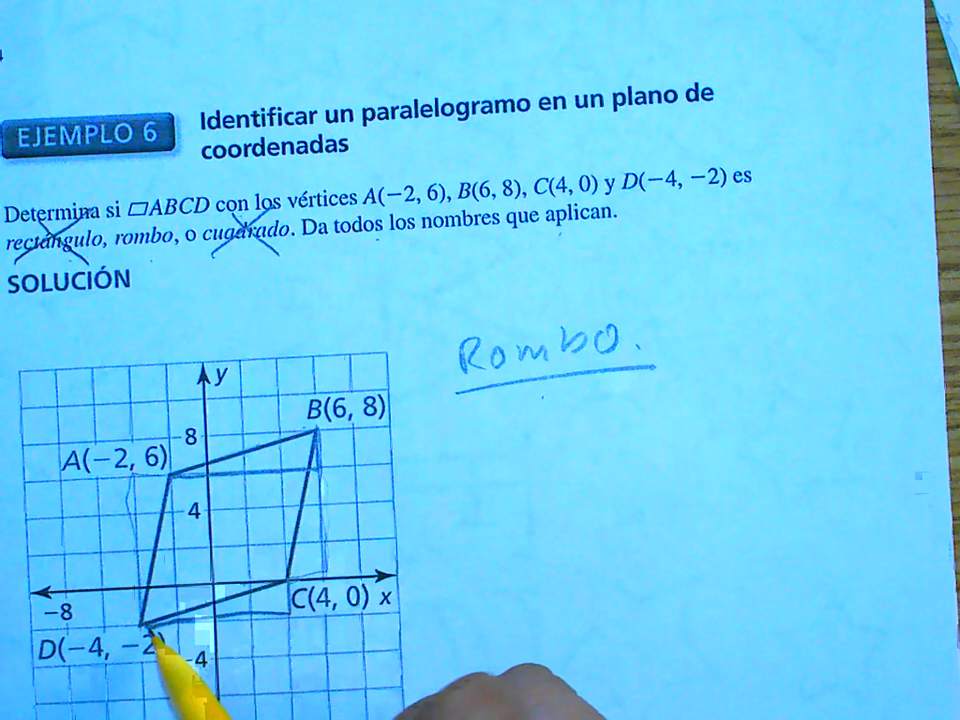 EJEMPLO 6
Identificar un paralelogramo en un plano de
coordenadas
Determina si ▱ABCD con los vértices A(−2, 6), B(6, 8), C(4, 0) y D(−4, −2) es
rectángulo, rombo, o cuadrado. Da todos los nombres que aplican.
SOLUCIÓN
Rombo.
y
B(6, 8)
8
A(−2, 6)
4
−8
C(4, 0) x
D(−4, −2)
−4